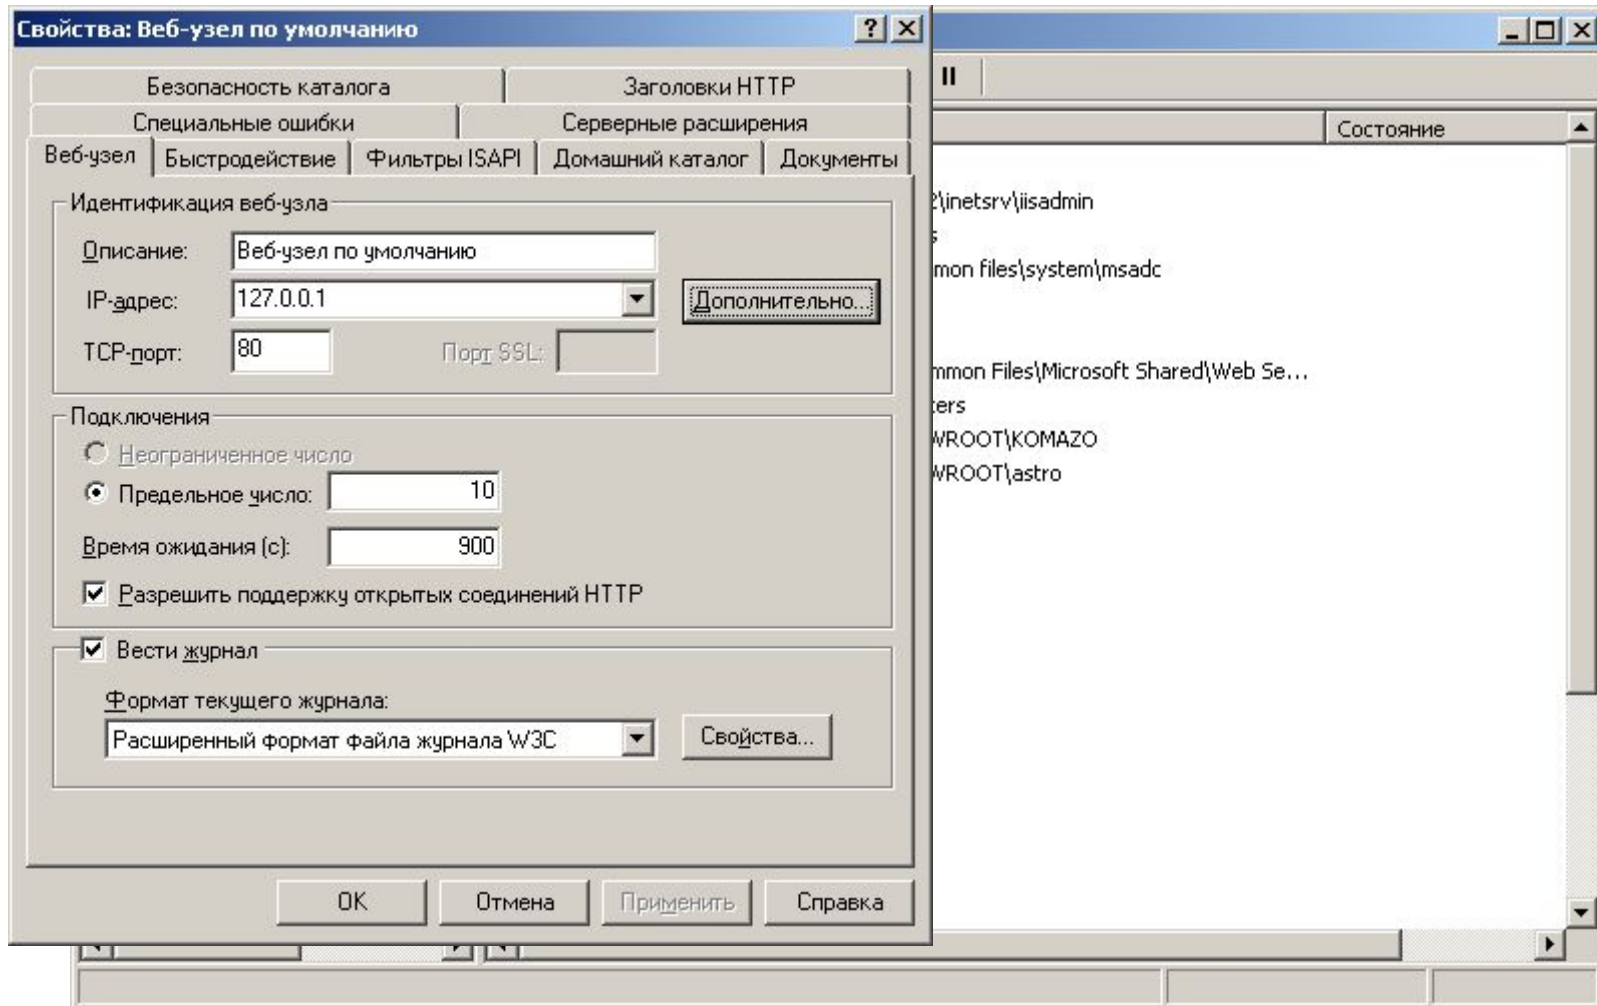 Свойства: Веб-узел по умолчанию
Безопасность каталога
Заголовки HTTP
Специальные ошибки
Серверные расширения
Веб-узел
Быстродействие
Фильтры ISAPI
Домашний каталог
Документы
Идентификация веб-узла
Описание:
Веб-узел по умолчанию
IP-адрес:
127.0.0.1
Дополнительно...
TCP-порт:
80
Порт SSL:
Подключения
Неограниченное число
Предельное число:
10
Время ожидания (с):
900
Разрешить поддержку открытых соединений HTTP
Вести журнал
Формат текущего журнала:
Расширенный формат файла журнала W3C
Свойства...
OK
Отмена
Применить
Справка
Состояние
\inetsrv\iisadmin
mon files\system\msadc
mmon Files\Microsoft Shared\Web Se...
ers
WROOT\KOMAZO
WROOT\astro